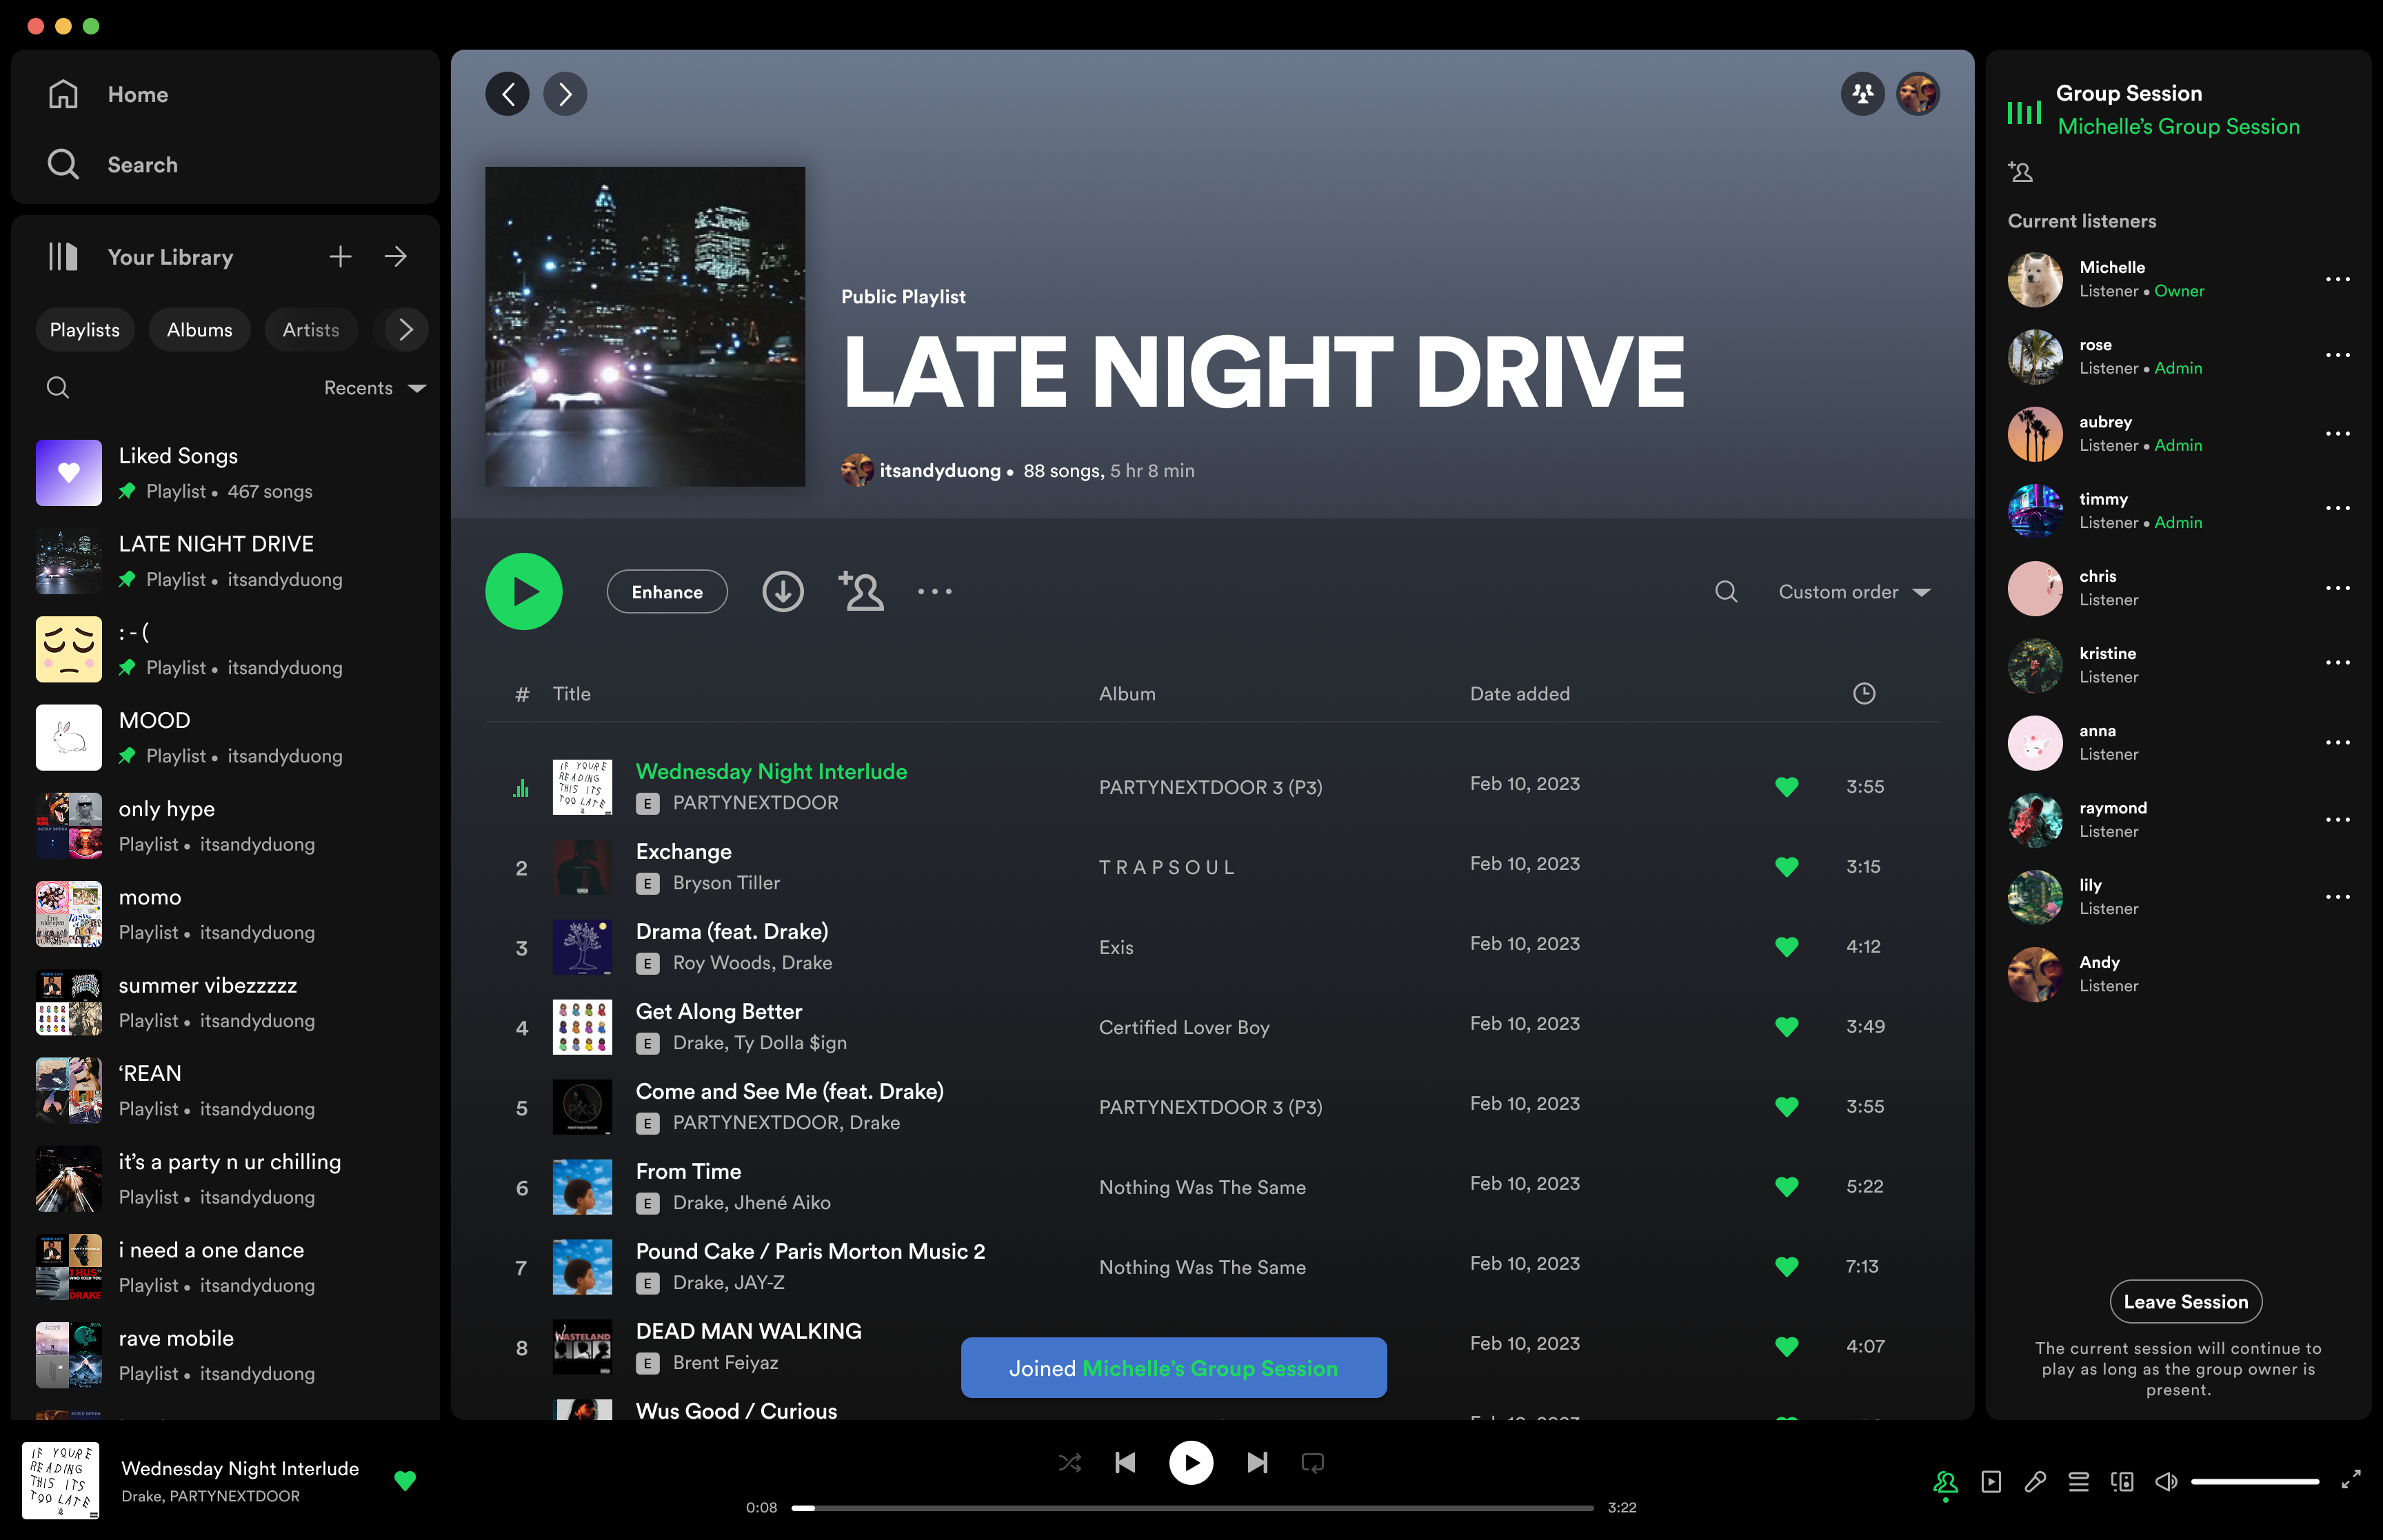 Home
Search
Your Library
Playlists
Albums
Artists
Recents
Liked Songs
Playlist • 467 songs
LATE NIGHT DRIVE
Playlist • itsandyduong
: - (
Playlist • itsandyduong
MOOD
Playlist • itsandyduong
only hype
Playlist • itsandyduong
momo
Playlist • itsandyduong
summer vibezzzzz
Playlist • itsandyduong
‘REAN
Playlist • itsandyduong
it’s a party n ur chilling
Playlist • itsandyduong
i need a one dance
Playlist • itsandyduong
rave mobile
Playlist • itsandyduong
Public Playlist
LATE NIGHT DRIVE
itsandyduong • 88 songs, 5 hr 8 min
Enhance
Custom order
# Title Album Date added
IF YOURE
READING
THIS ITS
TOO LATE
Wednesday Night Interlude
E PARTYNEXTDOOR
PARTYNEXTDOOR 3 (P3)
Feb 10, 2023
3:55
2
Exchange
E Bryson Tiller
T R A P S O U L
Feb 10, 2023
3:15
3
Drama (feat. Drake)
E Roy Woods, Drake
Exis
Feb 10, 2023
4:12
4
Get Along Better
E Drake, Ty Dolla $ign
Certified Lover Boy
Feb 10, 2023
3:49
5
PX3
PARTYNEXTDOOR
Come and See Me (feat. Drake)
E PARTYNEXTDOOR, Drake
PARTYNEXTDOOR 3 (P3)
Feb 10, 2023
3:55
6
From Time
E Drake, Jhené Aiko
Nothing Was The Same
Feb 10, 2023
5:22
7
Pound Cake / Paris Morton Music 2
E Drake, JAY-Z
Nothing Was The Same
Feb 10, 2023
7:13
8
WASTELAND
DEAD MAN WALKING
E Brent Feiyaz
Feb 10, 2023
4:07
Wus Good / Curious
Joined Michelle’s Group Session
Group Session
Michelle’s Group Session
Current listeners
Michelle
Listener • Owner
rose
Listener • Admin
aubrey
Listener • Admin
timmy
Listener • Admin
chris
Listener
kristine
Listener
anna
Listener
raymond
Listener
lily
Listener
Andy
Listener
Leave Session
The current session will continue to
play as long as the group owner is
present.
IF YOURE
READING
THIS ITS
TOO LATE
Wednesday Night Interlude
Drake, PARTYNEXTDOOR
0:08
3:22